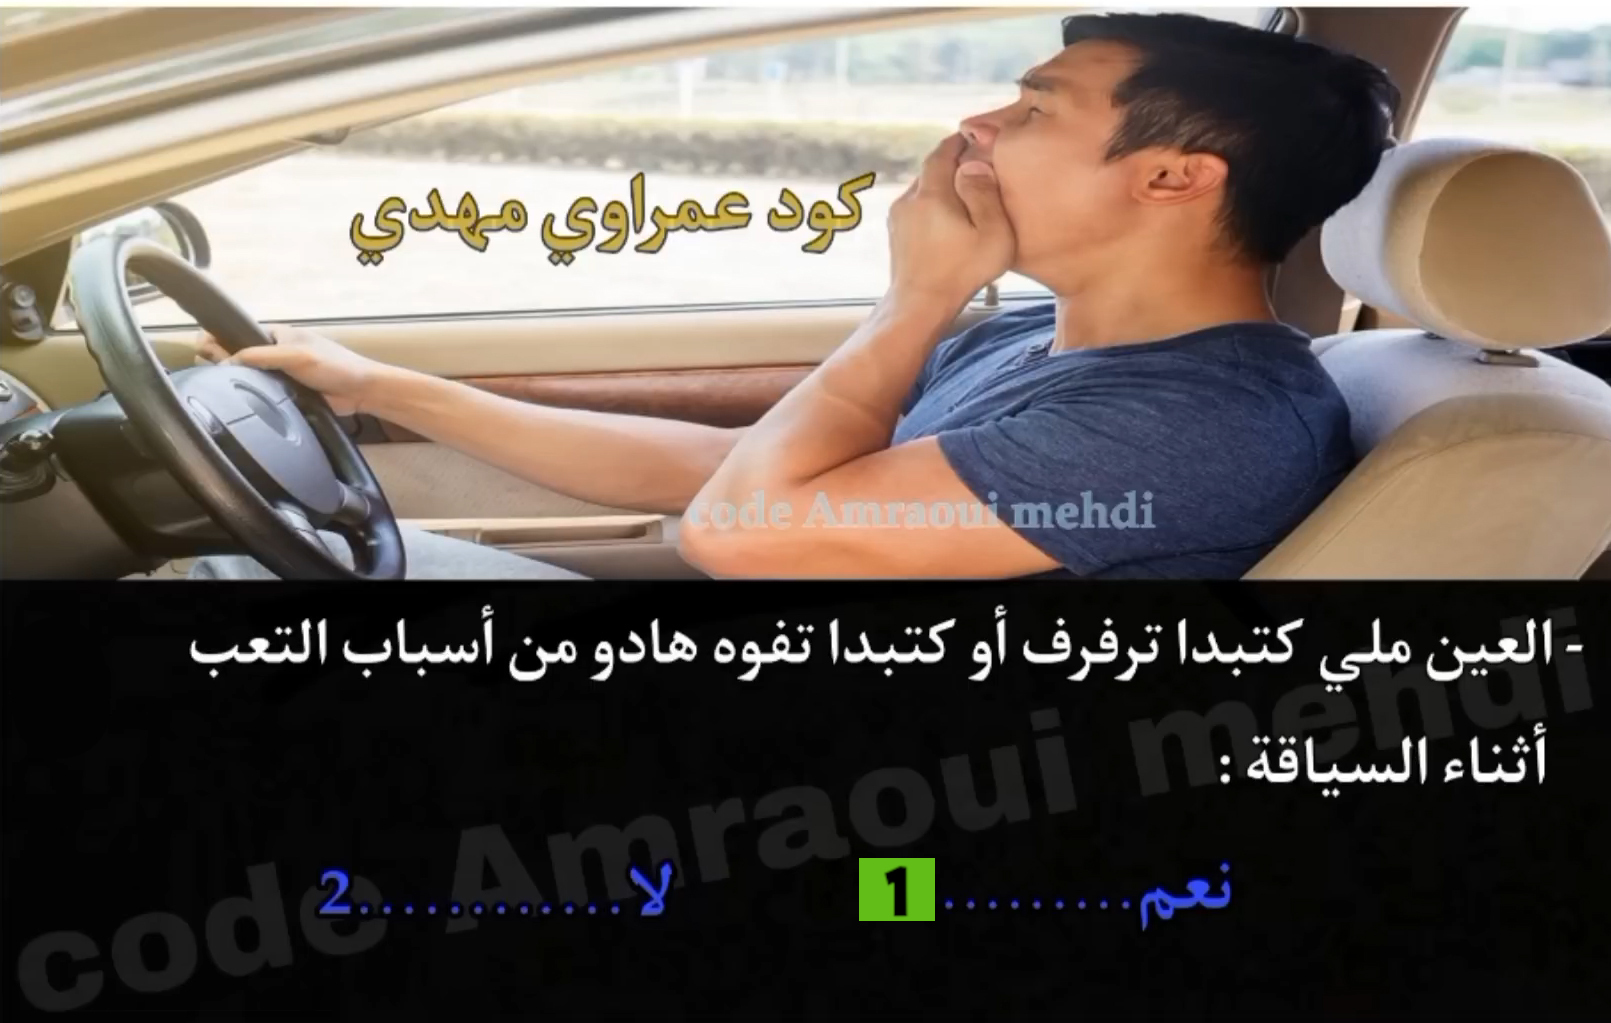 كود عمراوي مهدي
code Amraoui mehdi
- العين ملي كتبدا ترفرف أو كتبدا تفوه هادو من أسباب التعب
أثناء السياقة :
نعم.........1 لا............2
code Amraoui mehdi